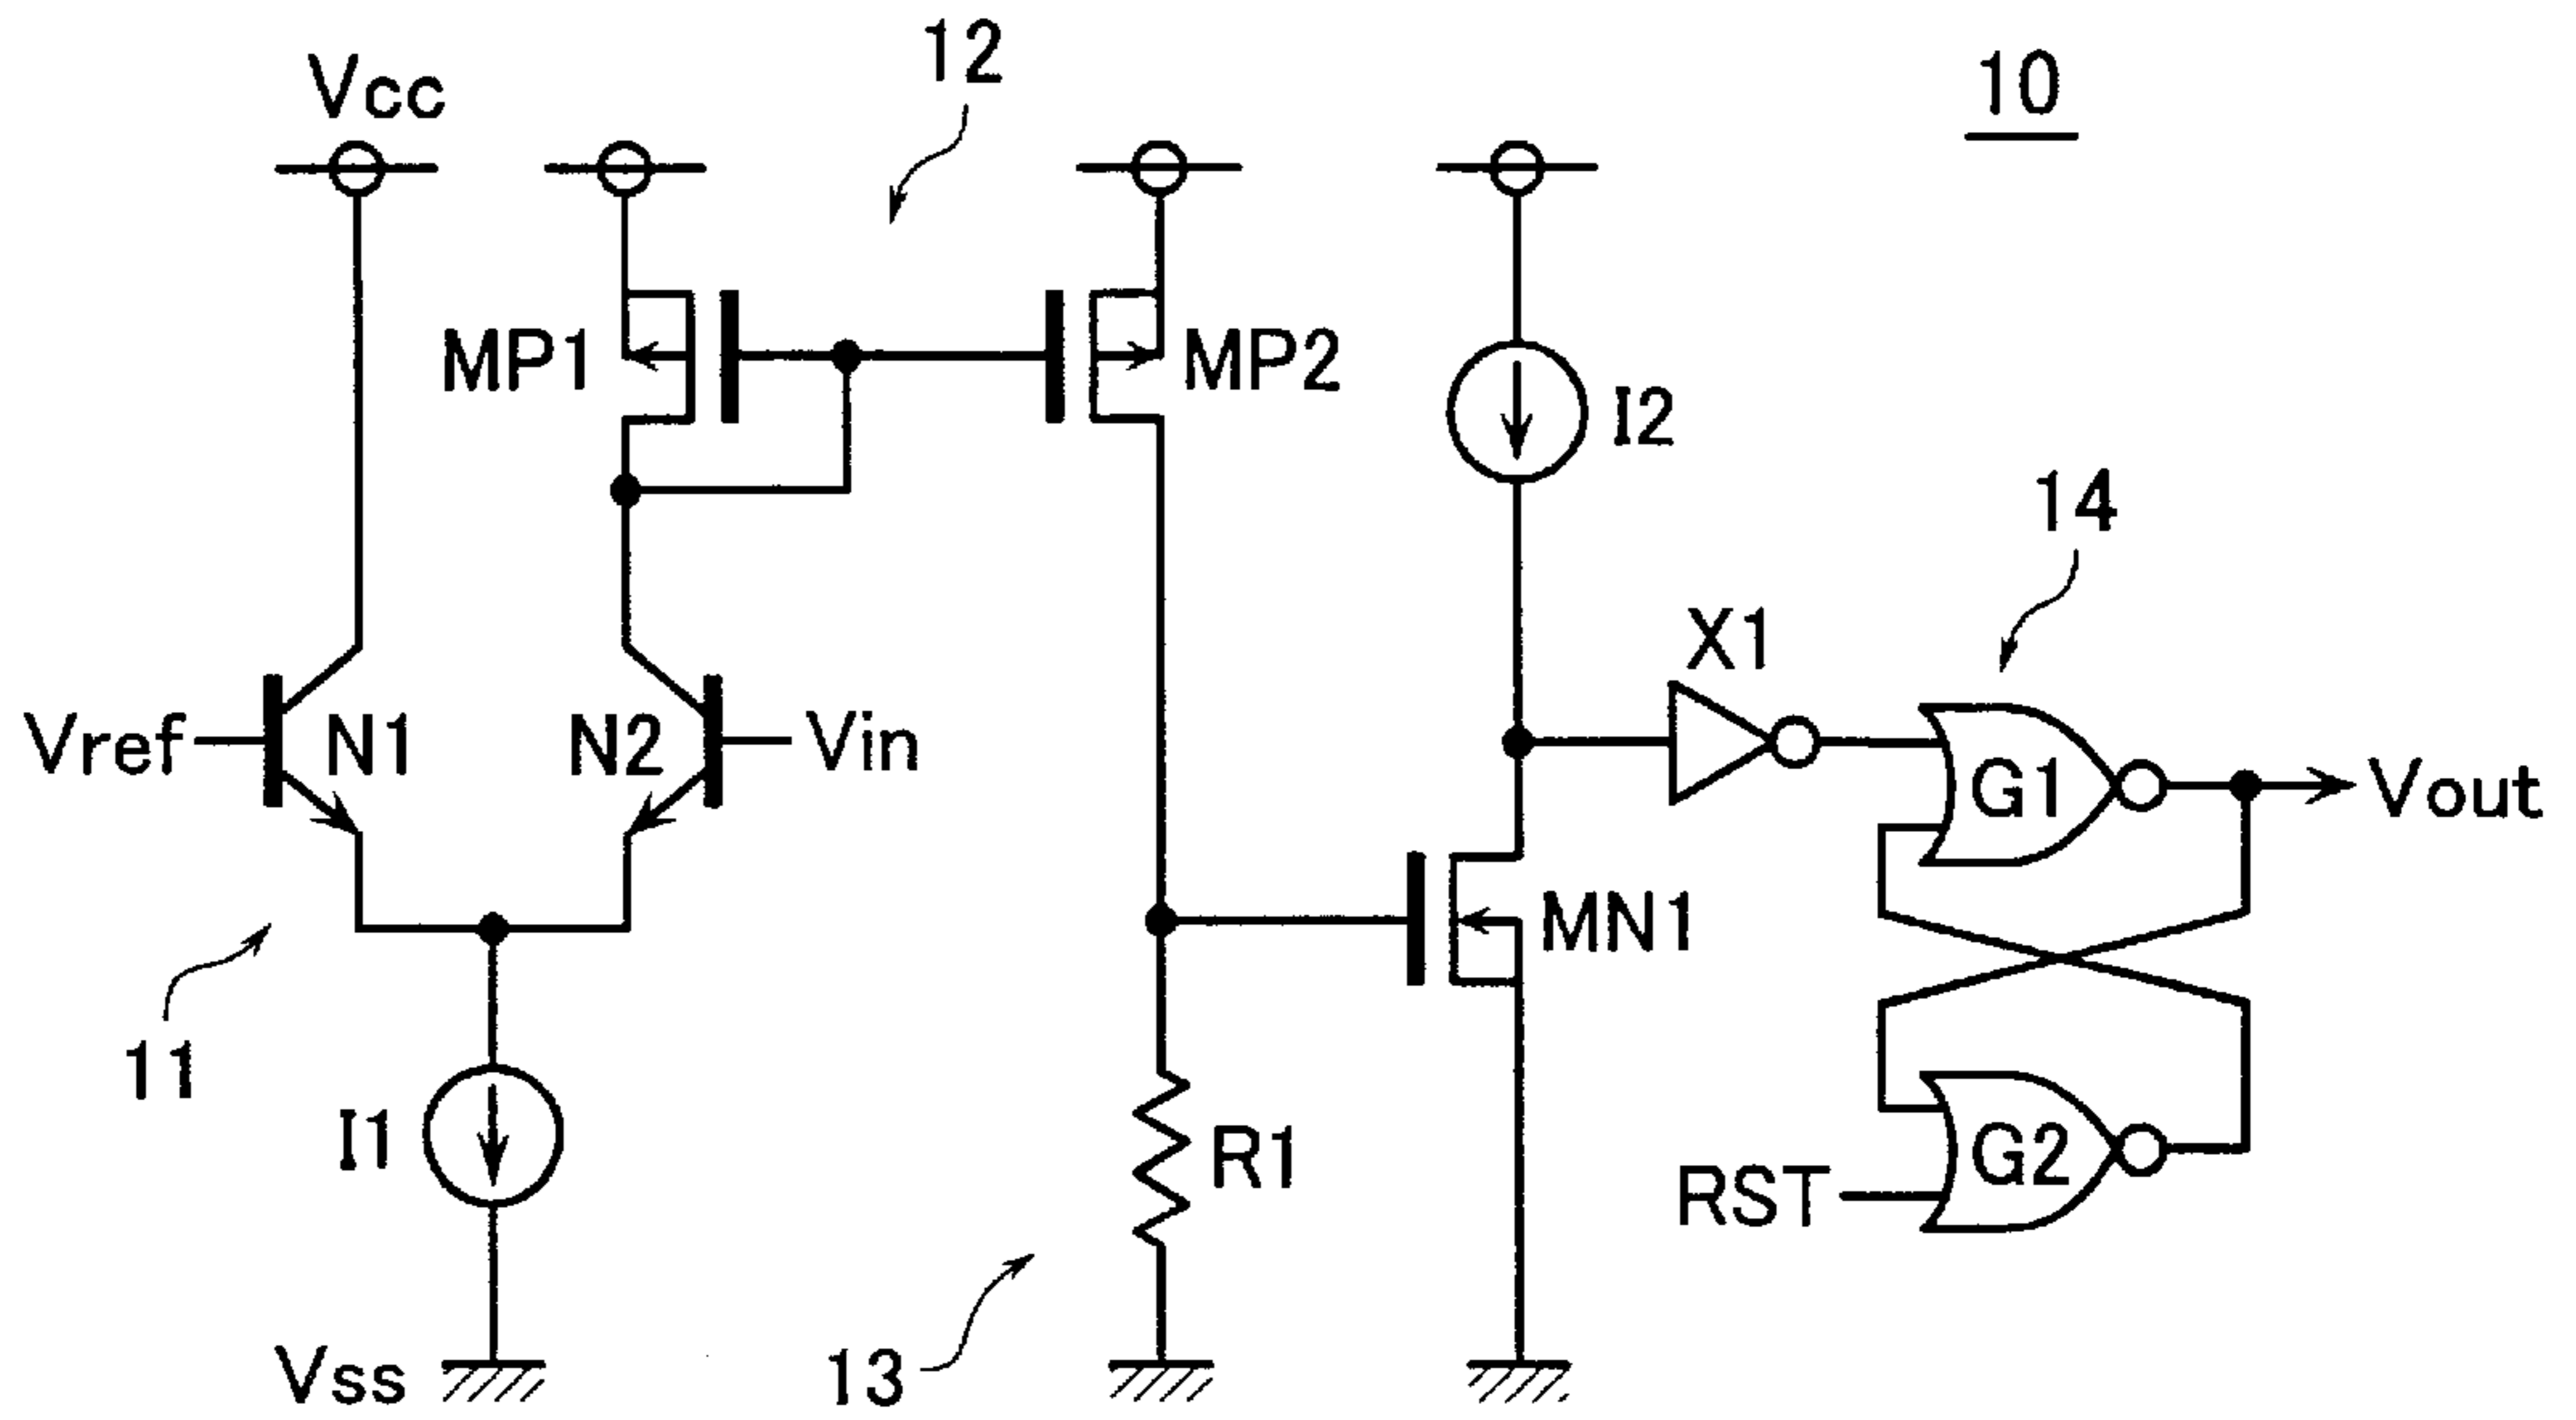 12
10
Vcc
MP1
MP2
I2
14
X1
Vref
N1
N2
Vin
G1
Vout
MN1
11
I1
R1
G2
RST
13
Vss